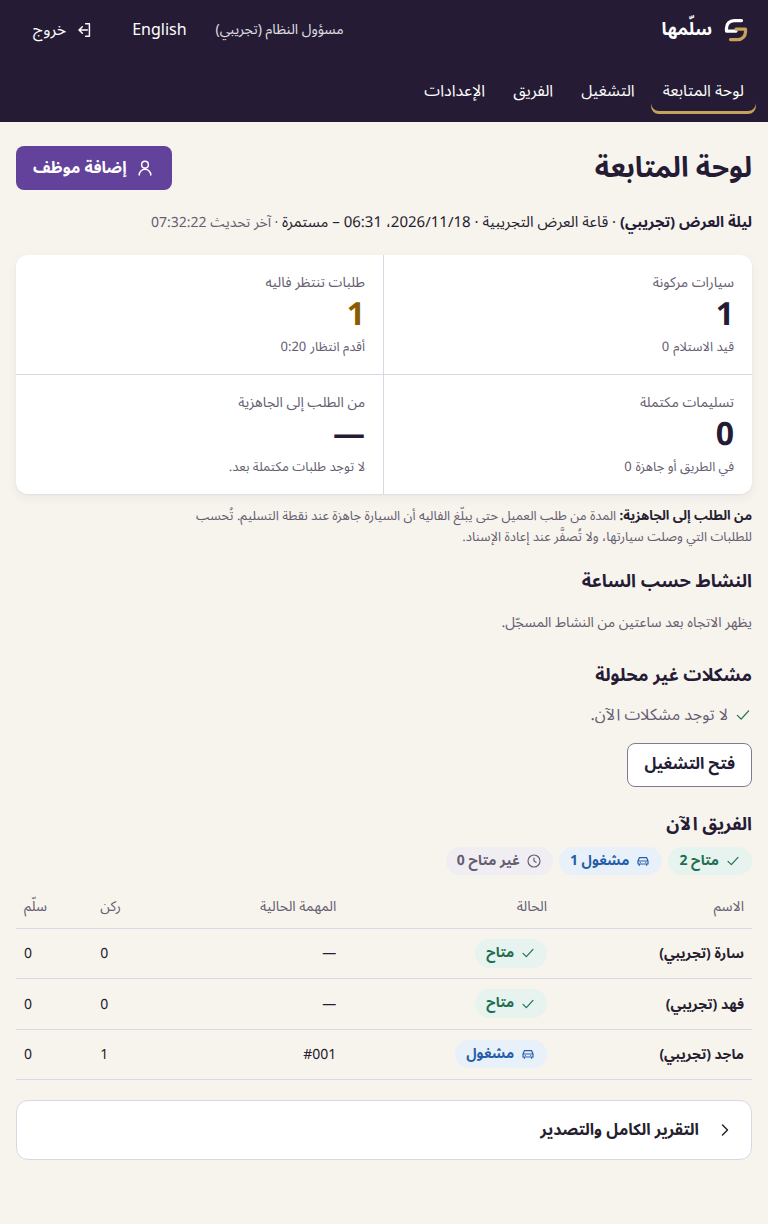 سلّمها
مسؤول النظام (تجريبي)
English
خروج
لوحة المتابعة
التشغيل
الفريق
الإعدادات
لوحة المتابعة
إضافة موظف
ليلة العرض (تجريبي) · قاعة العرض التجريبية · 2026/11/18، 06:31 – مستمرة · آخر تحديث 07:32:22
سيارات مركونة
1
قيد الاستلام 0
طلبات تنتظر فاليه
1
أقدم انتظار 0:20
تسليمات مكتملة
0
في الطريق أو جاهزة 0
من الطلب إلى الجاهزية
—
لا توجد طلبات مكتملة بعد.
من الطلب إلى الجاهزية: المدة من طلب العميل حتى يبلّغ الفاليه أن السيارة جاهزة عند نقطة التسليم. تُحسب
للطلبات التي وصلت سيارتها، ولا تُصفَّر عند إعادة الإسناد.
النشاط حسب الساعة
يظهر الاتجاه بعد ساعتين من النشاط المسجّل.
مشكلات غير محلولة
لا توجد مشكلات الآن.
فتح التشغيل
الفريق الآن
متاح 2
مشغول 1
غير متاح 0
الاسم الحالة المهمة الحالية ركن سلّم
سارة (تجريبي) متاح — 0 0
فهد (تجريبي) متاح — 0 0
ماجد (تجريبي) مشغول #001 1 0
التقرير الكامل والتصدير